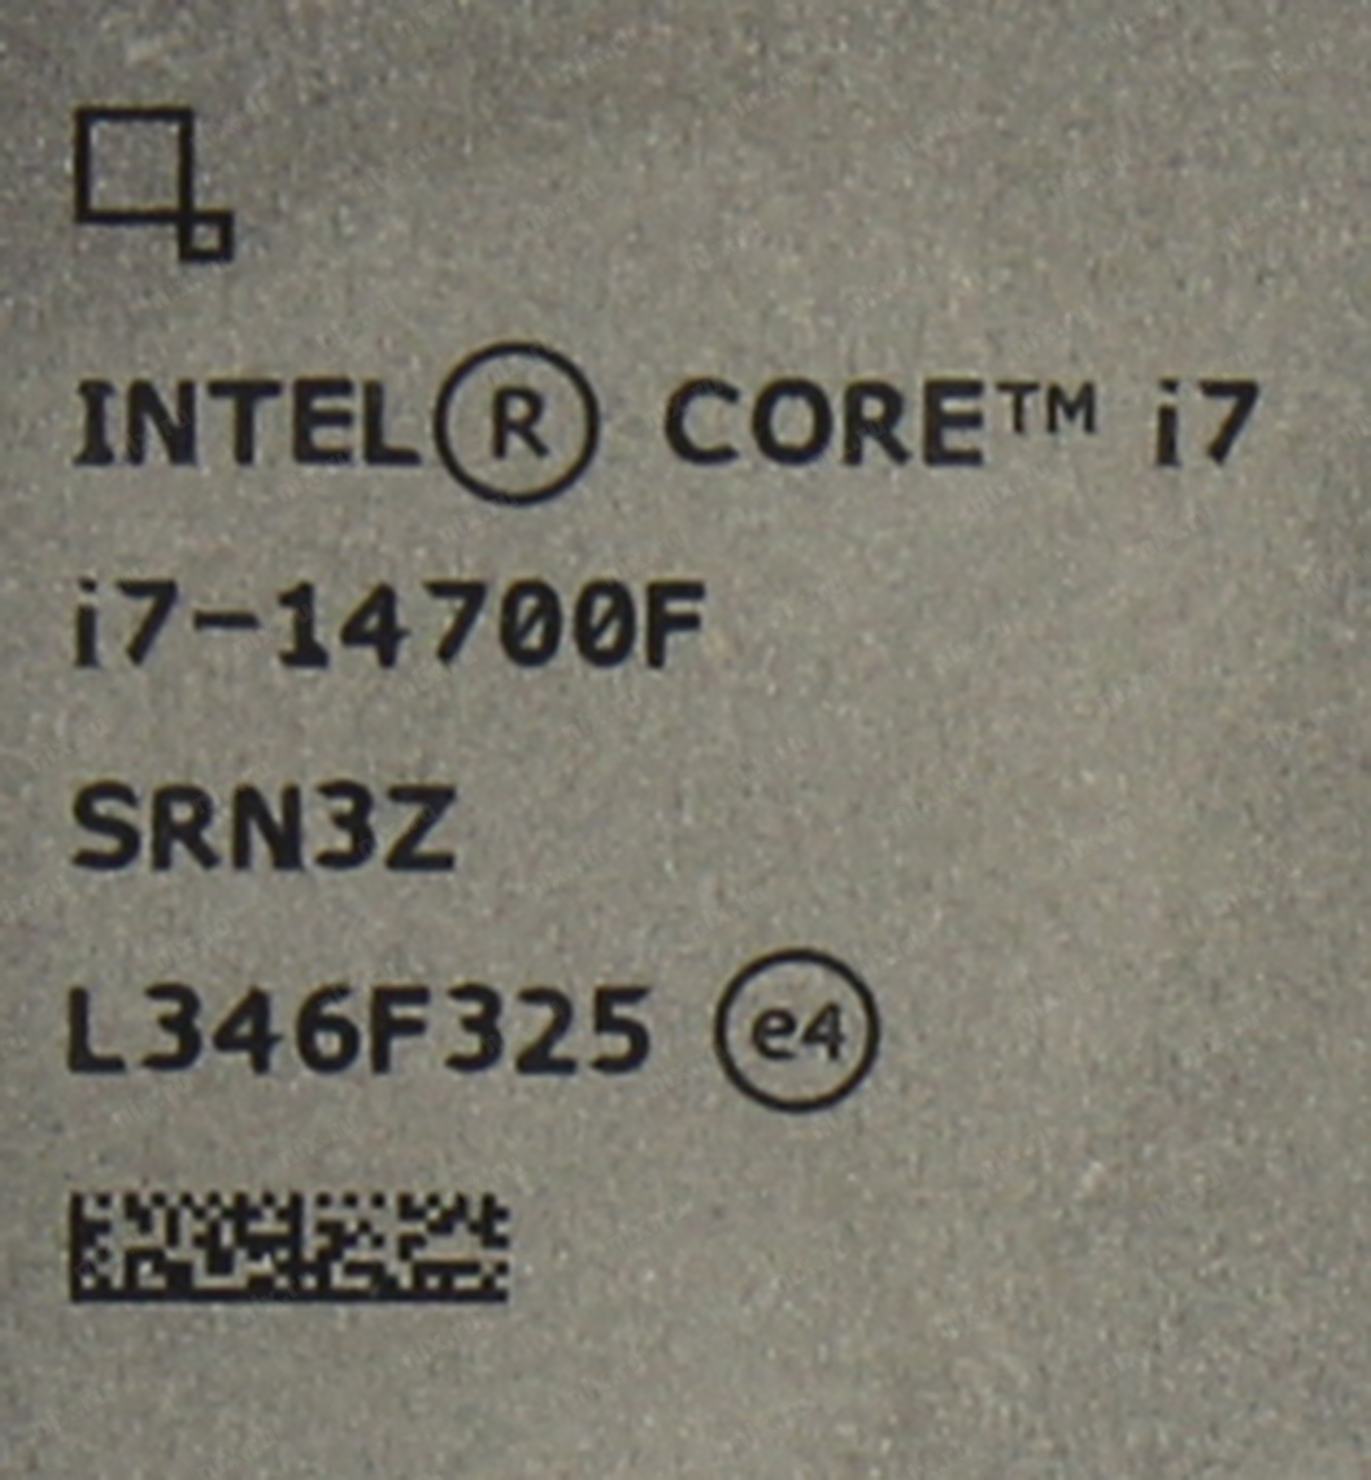 INTEL® CORE™ i7
i7-14700F
SRN3Z
L346F325 e4